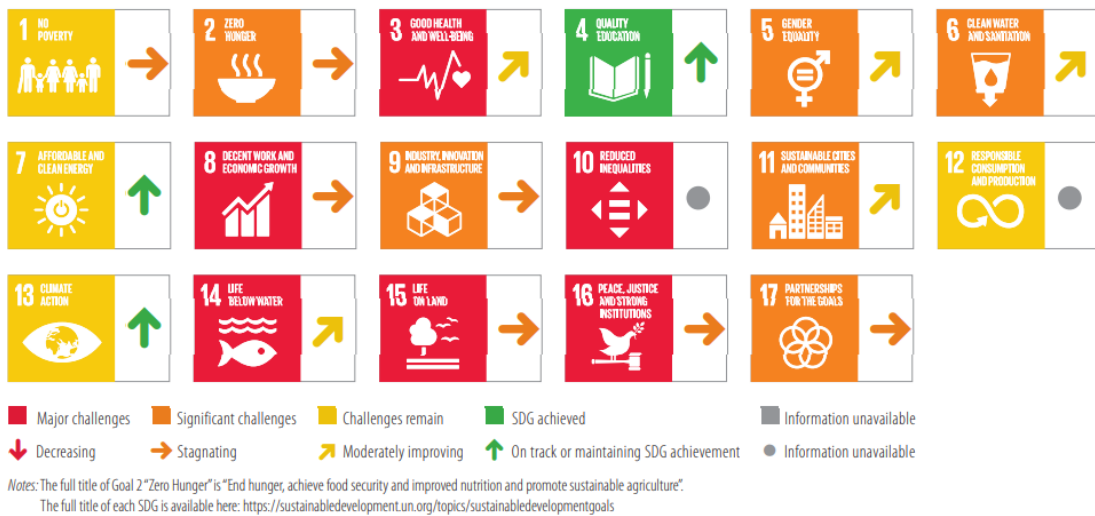 1 NO
POVERTY
2 ZERO
HUNGER
3 GOOD HEALTH
AND WELL-BEING
4 QUALITY
EDUCATION
5 GENDER
EQUALITY
6 CLEAN WATER
AND SANITATION
7 AFFORDABLE AND
CLEAN ENERGY
8 DECENT WORK AND
ECONOMIC GROWTH
9 INDUSTRY, INNOVATION
AND INFRASTRUCTURE
10 REDUCED
INEQUALITIES
11 SUSTAINABLE CITIES
AND COMMUNITIES
12 RESPONSIBLE
CONSUMPTION
AND PRODUCTION
13 CLIMATE
ACTION
14 LIFE
BELOW WATER
15 LIFE
ON LAND
16 PEACE, JUSTICE
AND STRONG
INSTITUTIONS
17 PARTNERSHIPS
FOR THE GOALS
Major challenges Significant challenges Challenges remain SDG achieved Information unavailable
Decreasing Stagnating Moderately improving On track or maintaining SDG achievement Information unavailable
Notes: The full title of Goal 2 “Zero Hunger” is “End hunger, achieve food security and improved nutrition and promote sustainable agriculture”.
The full title of each SDG is available here: https://sustainabledevelopment.un.org/topics/sustainabledevelopmentgoals